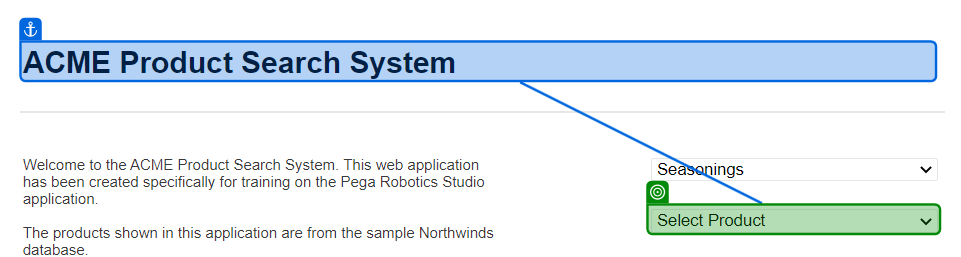 ACME Product Search System
Welcome to the ACME Product Search System. This web application
has been created specifically for training on the Pega Robotics Studio
application.
The products shown in this application are from the sample Northwinds
database.
Seasonings
Select Product